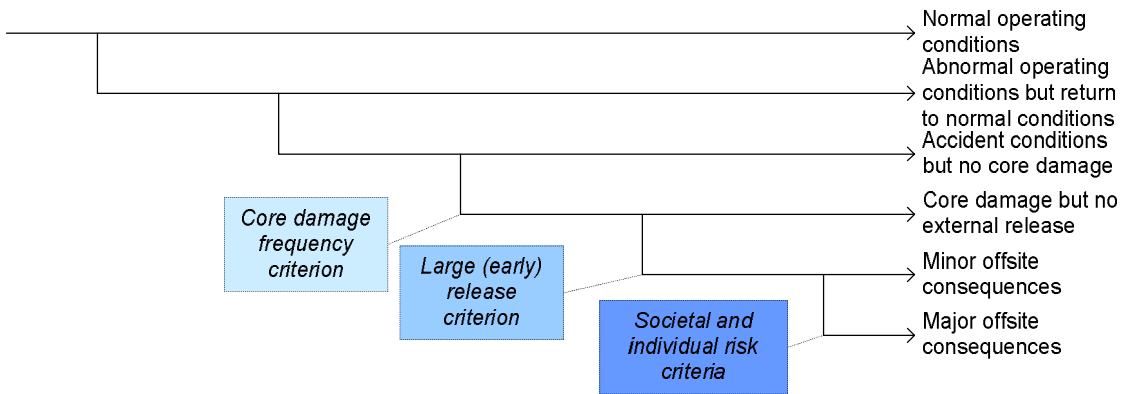 Normal operating
conditions
Abnormal operating
conditions but return
to normal conditions
Accident conditions
but no core damage
Core damage but no
external release
Minor offsite
consequences
Major offsite
consequences
Core damage
frequency
criterion
Large (early)
release
criterion
Societal and
individual risk
criteria